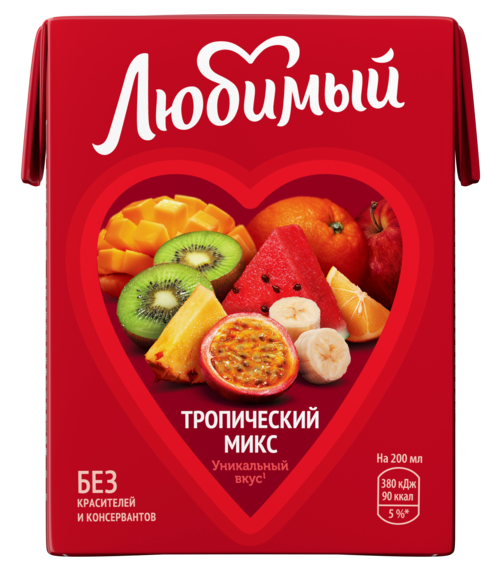 Любимый
ТРОПИЧЕСКИЙ
МИКС
Уникальный
вкус¹
БЕЗ
КРАСИТЕЛЕЙ
И КОНСЕРВАНТОВ
На 200 мл
380 кДж
90 ккал
5 %*